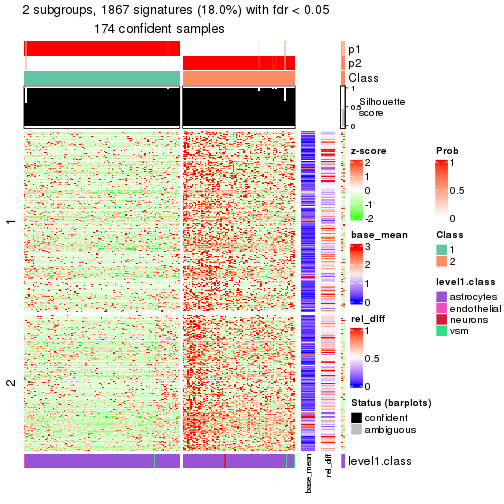 2 subgroups, 1867 signatures (18.0%) with fdr < 0.05
174 confident samples
p1
p2
Class
1
0.5
0
Silhouette
score
1
2
z-score
2
1
0
-1
-2
Prob
1
0.5
0
base_mean
3
2
1
0
Class
1
2
level1.class
astrocytes
endothelial
neurons
vsm
rel_diff
1
0.5
0
Status (barplots)
confident
ambiguous
level1.class
base_mean
rel_diff